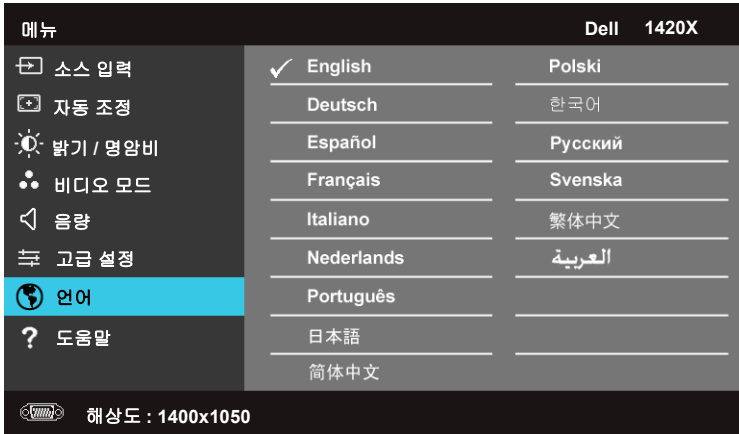 메뉴
Dell 1420X
소스 입력
자동 조정
밝기 / 명암비
비디오 모드
음량
고급 설정
언어
? 도움말
✓ English
Deutsch
Español
Français
Italiano
Nederlands
Português
日本語
简体中文
Polski
한국어
Русский
Svenska
繁体中文
العربية
해상도 : 1400x1050